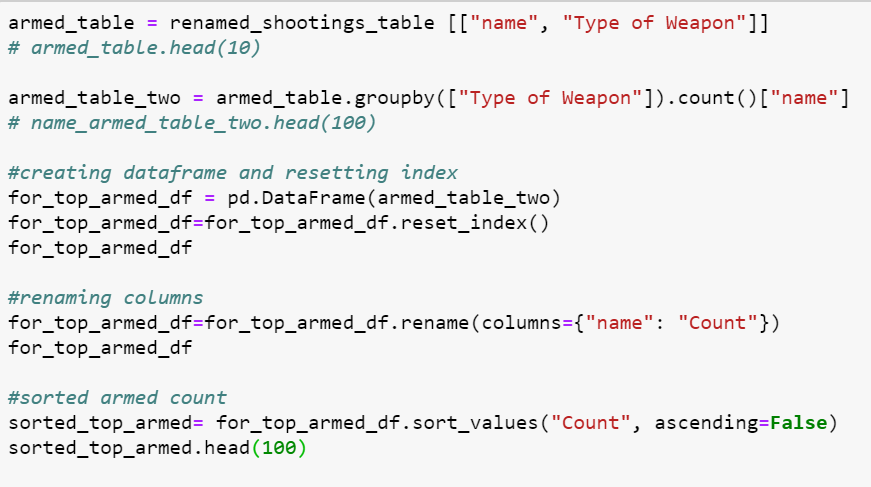 armed_table = renamed_shootings_table [["name", "Type of Weapon"]]
# armed_table.head(10)
armed_table_two = armed_table.groupby(["Type of Weapon"]).count()["name"]
# name_armed_table_two.head(100)
#creating dataframe and resetting index
for_top_armed_df = pd.DataFrame(armed_table_two)
for_top_armed_df=for_top_armed_df.reset_index()
for_top_armed_df
#renaming columns
for_top_armed_df=for_top_armed_df.rename(columns={"name": "Count"})
for_top_armed_df
#sorted armed count
sorted_top_armed= for_top_armed_df.sort_values("Count", ascending=False)
sorted_top_armed.head(100)